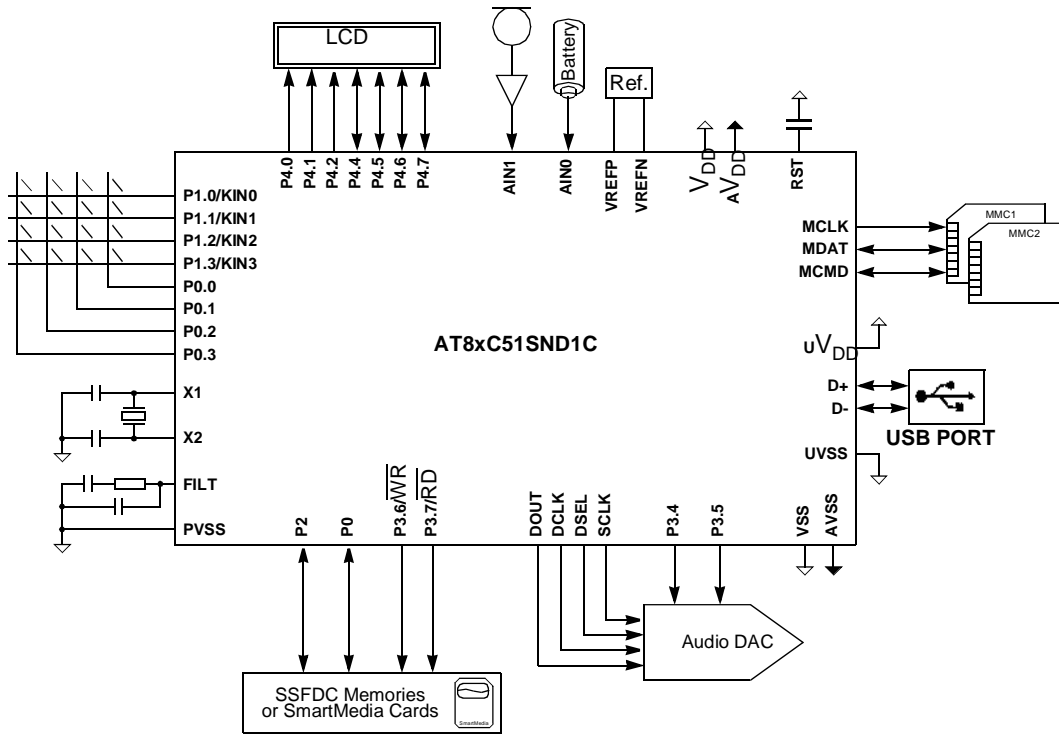 LCD
Battery
Ref.
P4.0
P4.1
P4.2
P4.4
P4.5
P4.6
P4.7
AIN1
AIN0
VREFP
VREFN
VDD
AVDD
RST
P1.0/KIN0
P1.1/KIN1
P1.2/KIN2
P1.3/KIN3
P0.0
P0.1
P0.2
P0.3
X1
X2
FILT
PVSS
AT8xC51SND1C
MCLK
MDAT
MCMD
MMC1
MMC2
UVDD
D+
D-
USB PORT
UVSS
P2
P0
P3.6/WR
P3.7/RD
DOUT
DCLK
DSEL
SCLK
P3.4
P3.5
VSS
AVSS
Audio DAC
SSFDC Memories
or SmartMedia Cards
SmartMedia